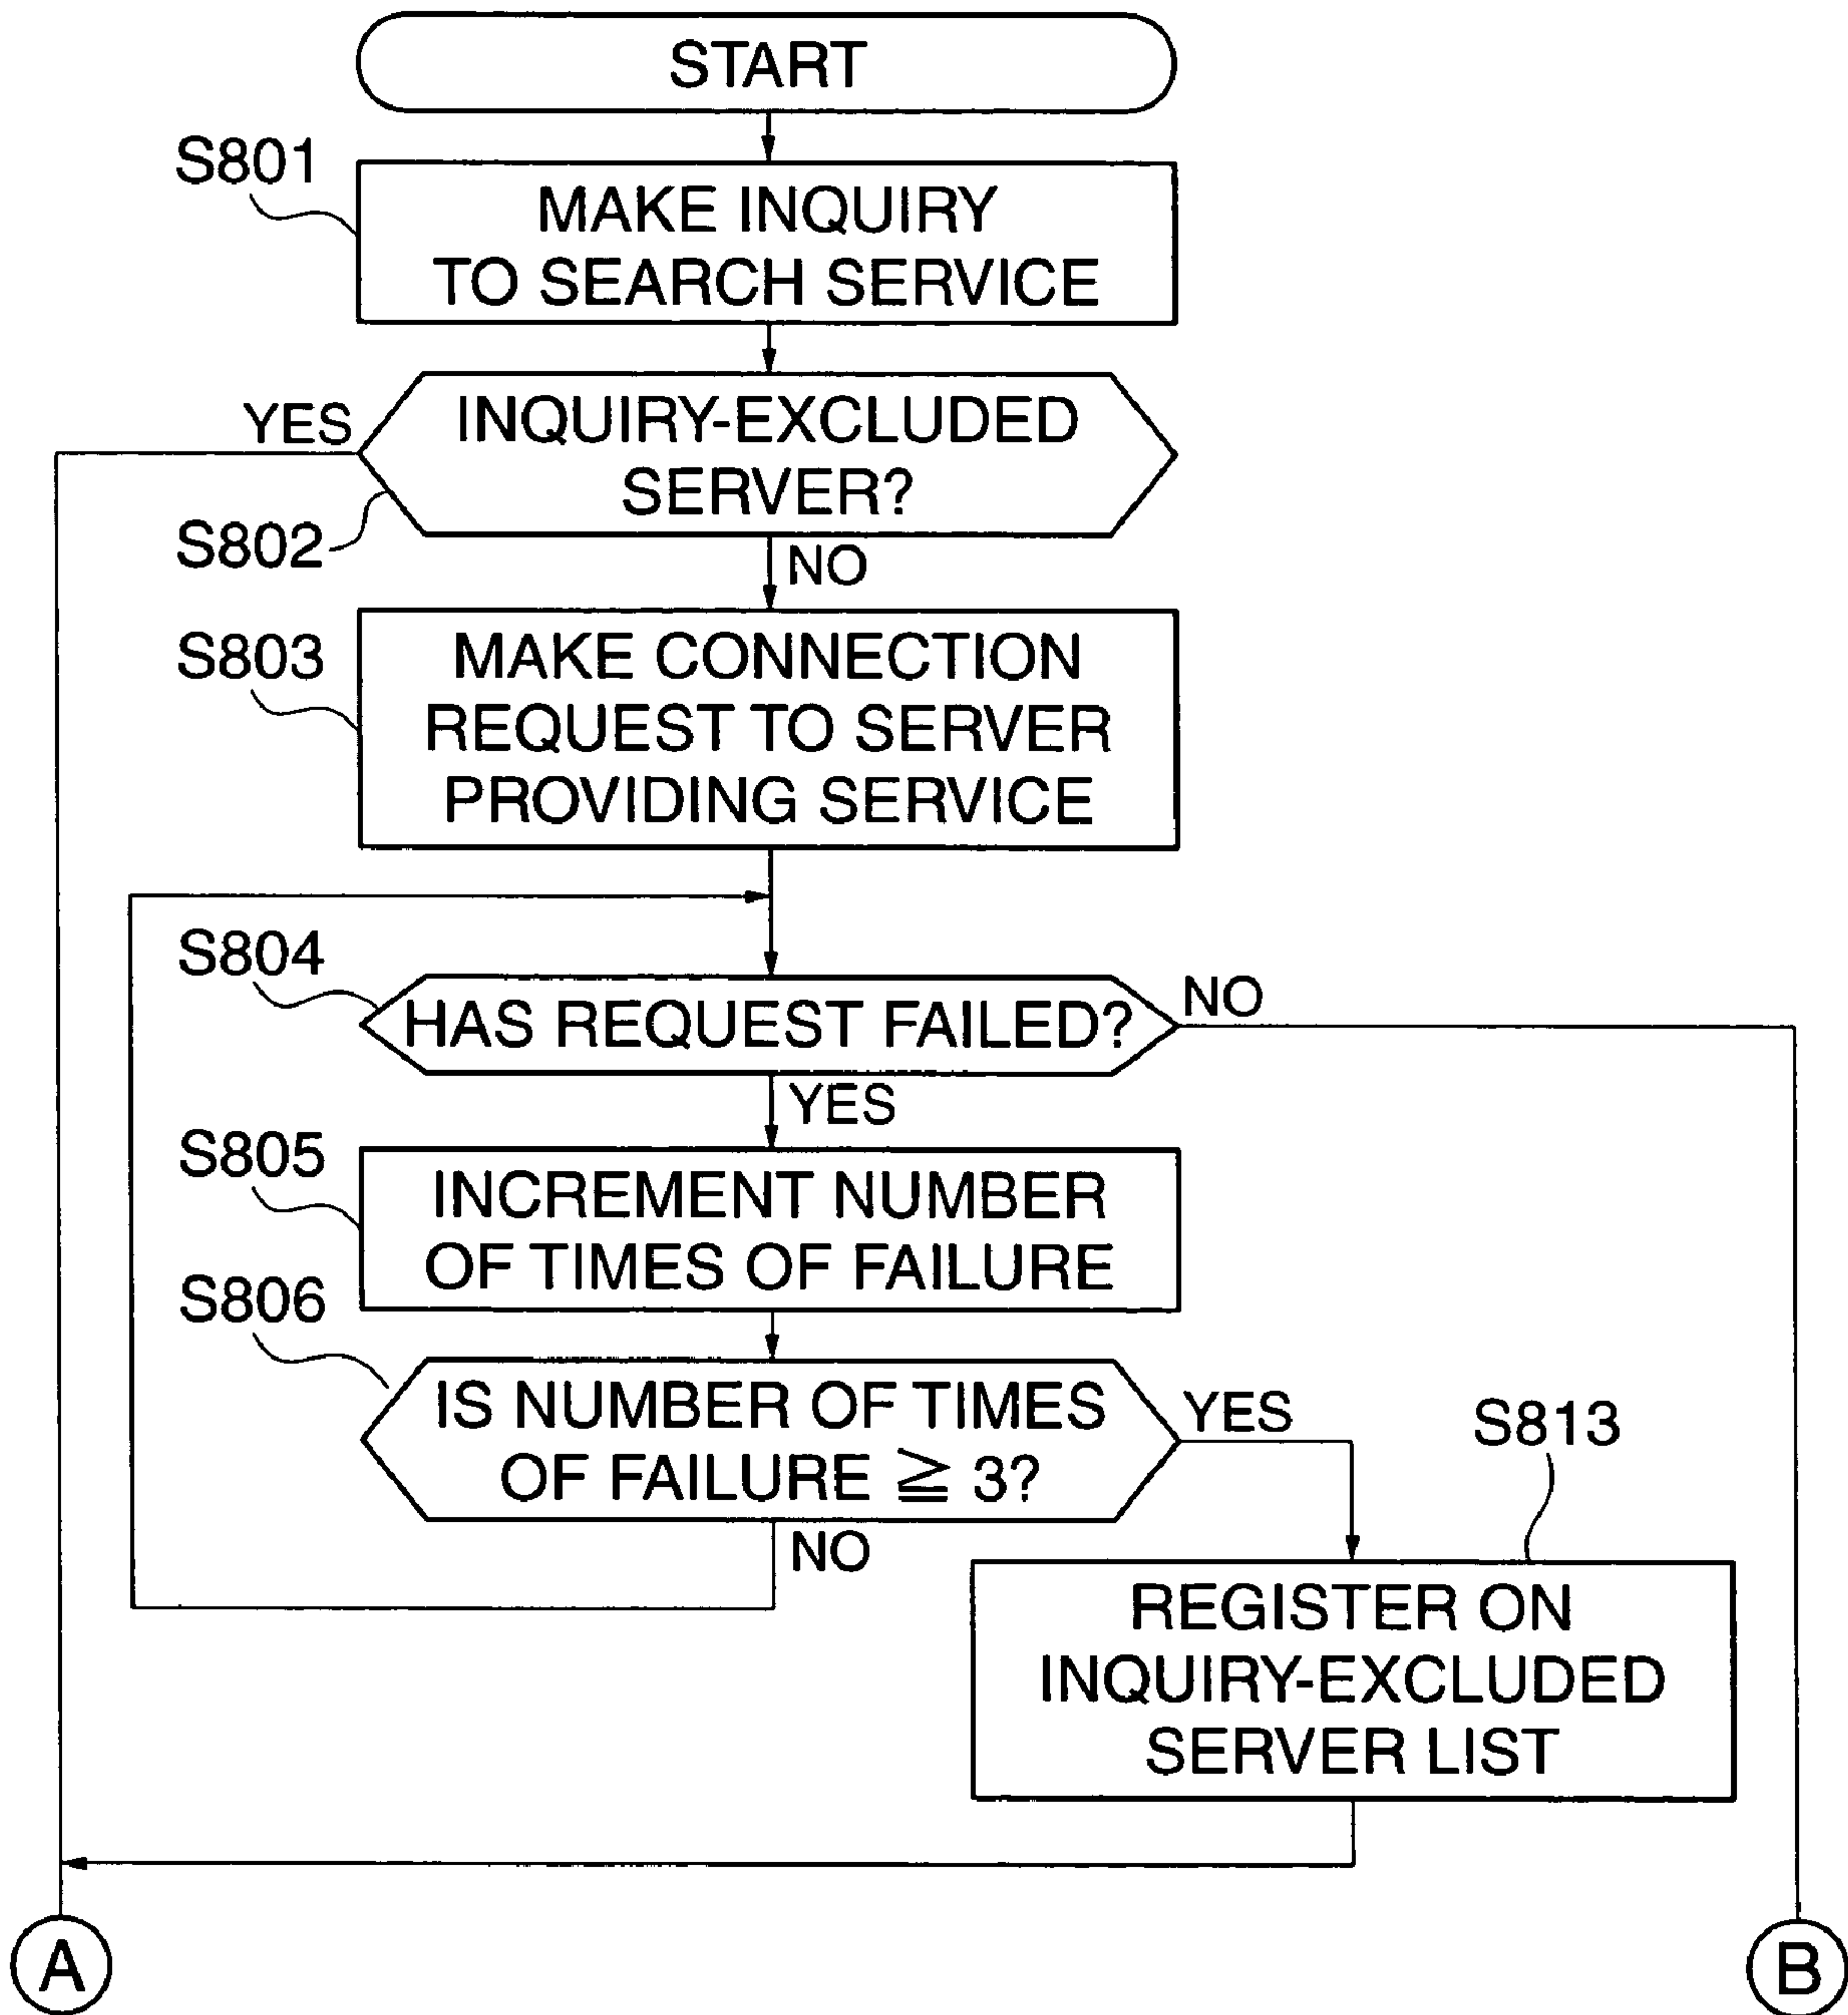 START
S801
MAKE INQUIRY
TO SEARCH SERVICE
YES
INQUIRY-EXCLUDED
SERVER?
S802
NO
S803
MAKE CONNECTION
REQUEST TO SERVER
PROVIDING SERVICE
S804
HAS REQUEST FAILED?
NO
YES
S805
INCREMENT NUMBER
OF TIMES OF FAILURE
S806
IS NUMBER OF TIMES
OF FAILURE ≧ 3?
YES
S813
NO
REGISTER ON
INQUIRY-EXCLUDED
SERVER LIST
A
B